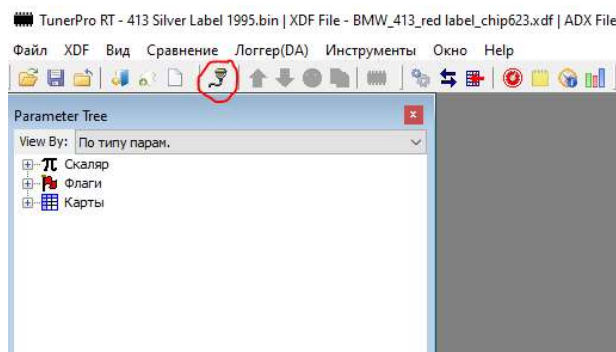 TunerPro RT - 413 Silver Label 1995.bin | XDF File - BMW_413_red label_chip623.xdf | ADX File
Файл XDF Вид Сравнение Логгер(DA) Инструменты Окно Help
Parameter Tree
View By: По типу парам.
Скаляр
Флаги
Карты